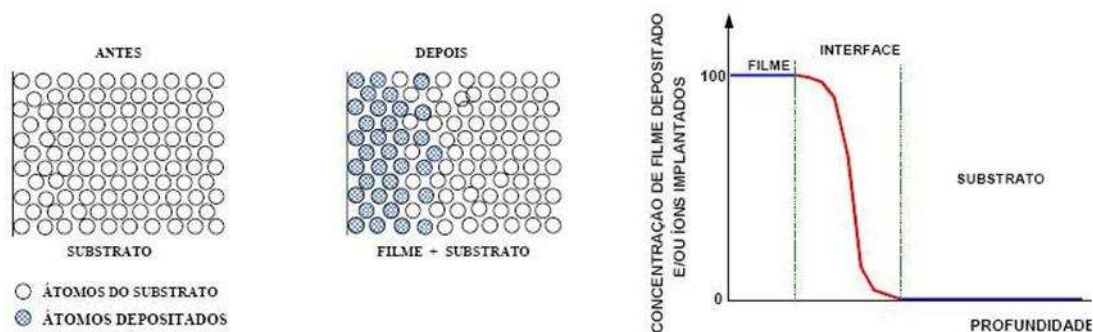 ANTES
SUBSTRATO
DEPOIS
FILME + SUBSTRATO
ÁTOMOS DO SUBSTRATO
ÁTOMOS DEPOSITADOS
CONCENTRAÇÃO DE FILME DEPOSITADO
E/OU ÍONS IMPLANTADOS
100
0
FILME
INTERFACE
SUBSTRATO
PROFUNDIDADE